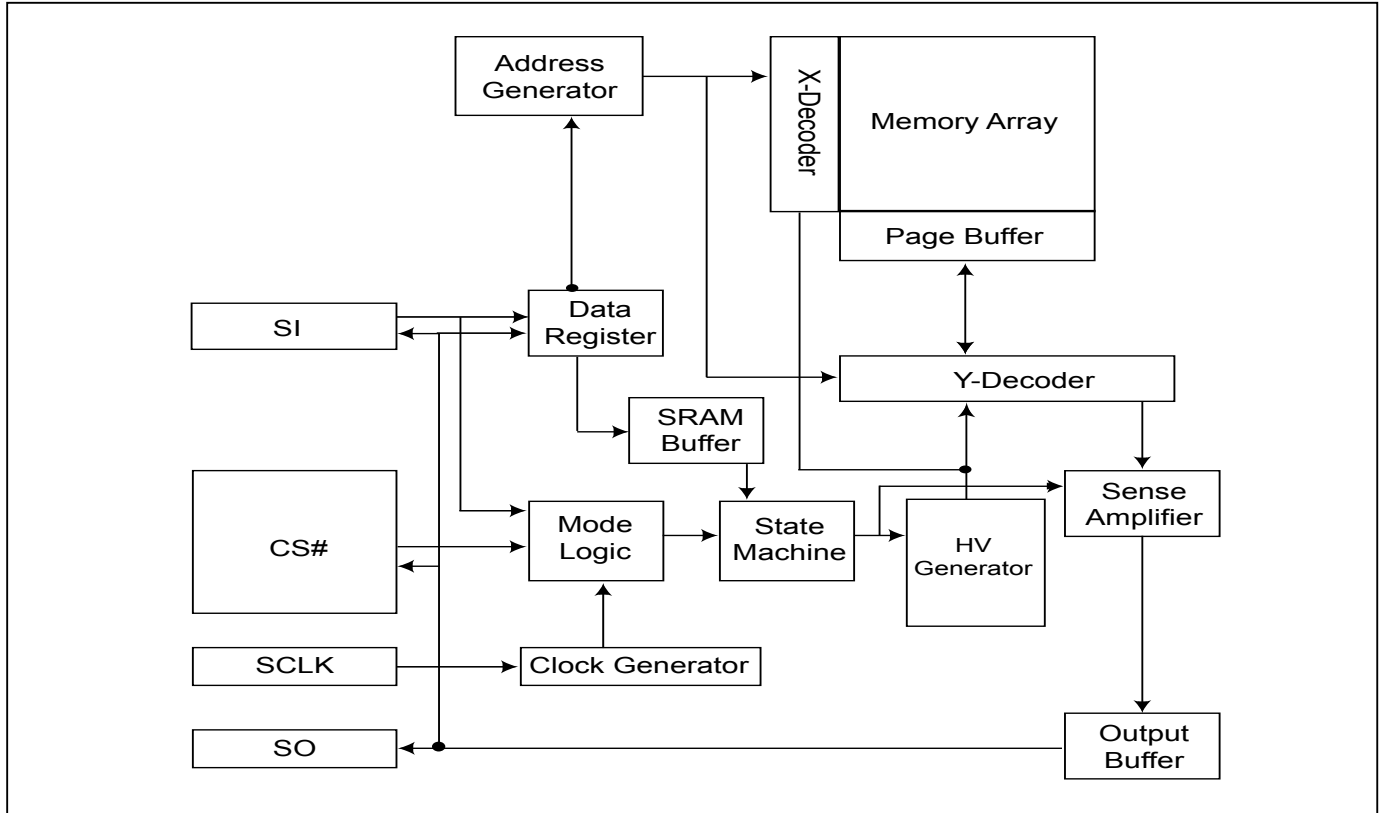 Address
Generator
X-Decoder
Memory Array
Page Buffer
SI
Data
Register
Y-Decoder
SRAM
Buffer
CS#
Mode
Logic
State
Machine
HV
Generator
Sense
Amplifier
SCLK
Clock Generator
SO
Output
Buffer